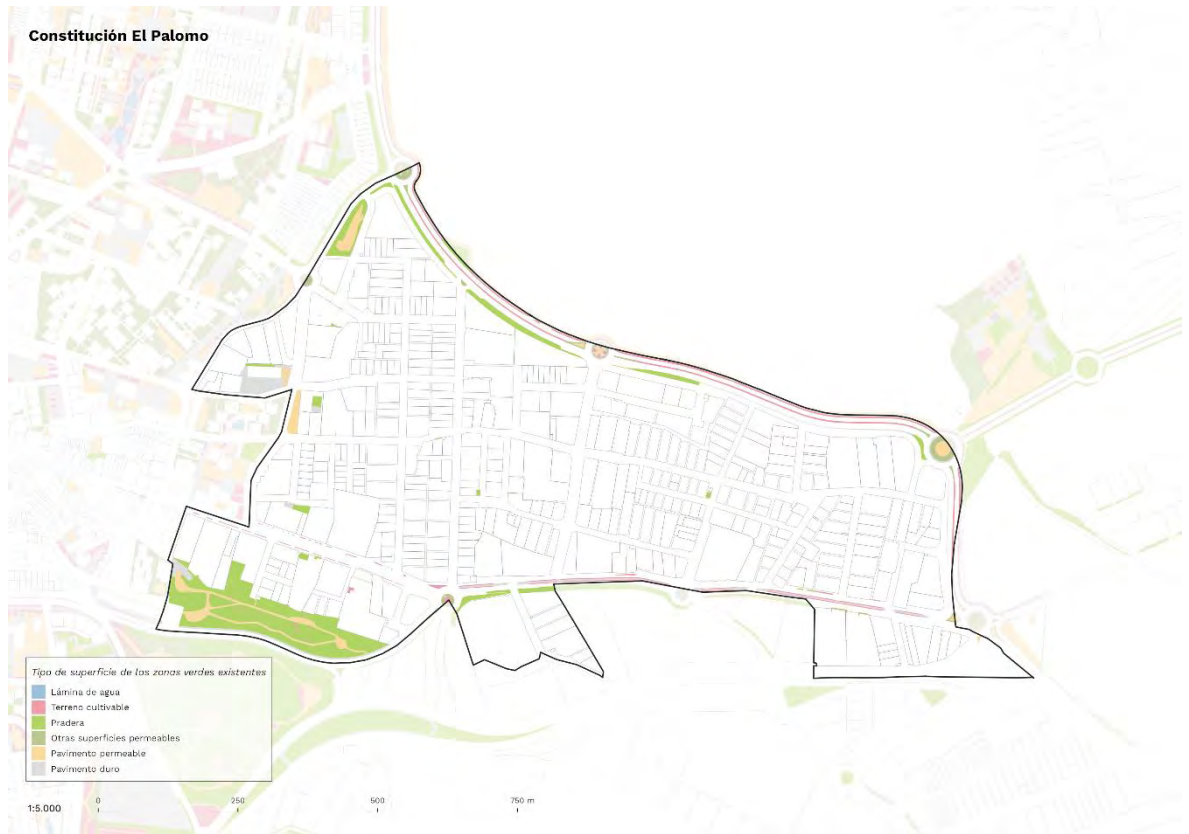 Constitución El Palomo
Tipo de superficie de las zonas verdes existentes
Lámina de agua
Terreno cultivable
Pradera
Otras superficies permeables
Pavimento permeable
Pavimento duro
1:5.000 0 250 500 750 m